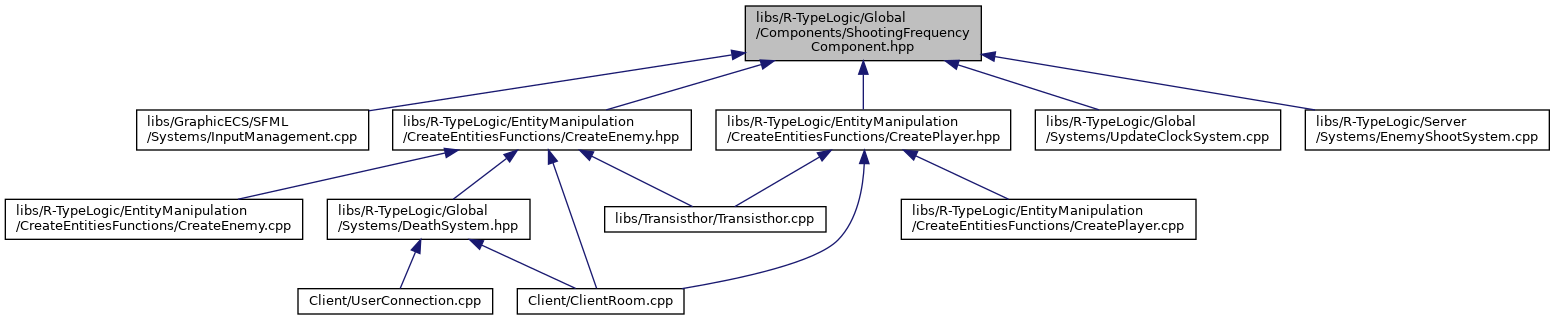 libs/R-TypeLogic/Global
/Components/ShootingFrequency
Component.hpp
libs/GraphicECS/SFML
/Systems/InputManagement.cpp
libs/R-TypeLogic/EntityManipulation
/CreateEntitiesFunctions/CreateEnemy.hpp
libs/R-TypeLogic/EntityManipulation
/CreateEntitiesFunctions/CreatePlayer.hpp
libs/R-TypeLogic/Global
/Systems/UpdateClockSystem.cpp
libs/R-TypeLogic/Server
/Systems/EnemyShootSystem.cpp
libs/R-TypeLogic/EntityManipulation
/CreateEntitiesFunctions/CreateEnemy.cpp
libs/R-TypeLogic/Global
/Systems/DeathSystem.hpp
libs/Transisthor/Transisthor.cpp
libs/R-TypeLogic/EntityManipulation
/CreateEntitiesFunctions/CreatePlayer.cpp
Client/UserConnection.cpp
Client/ClientRoom.cpp